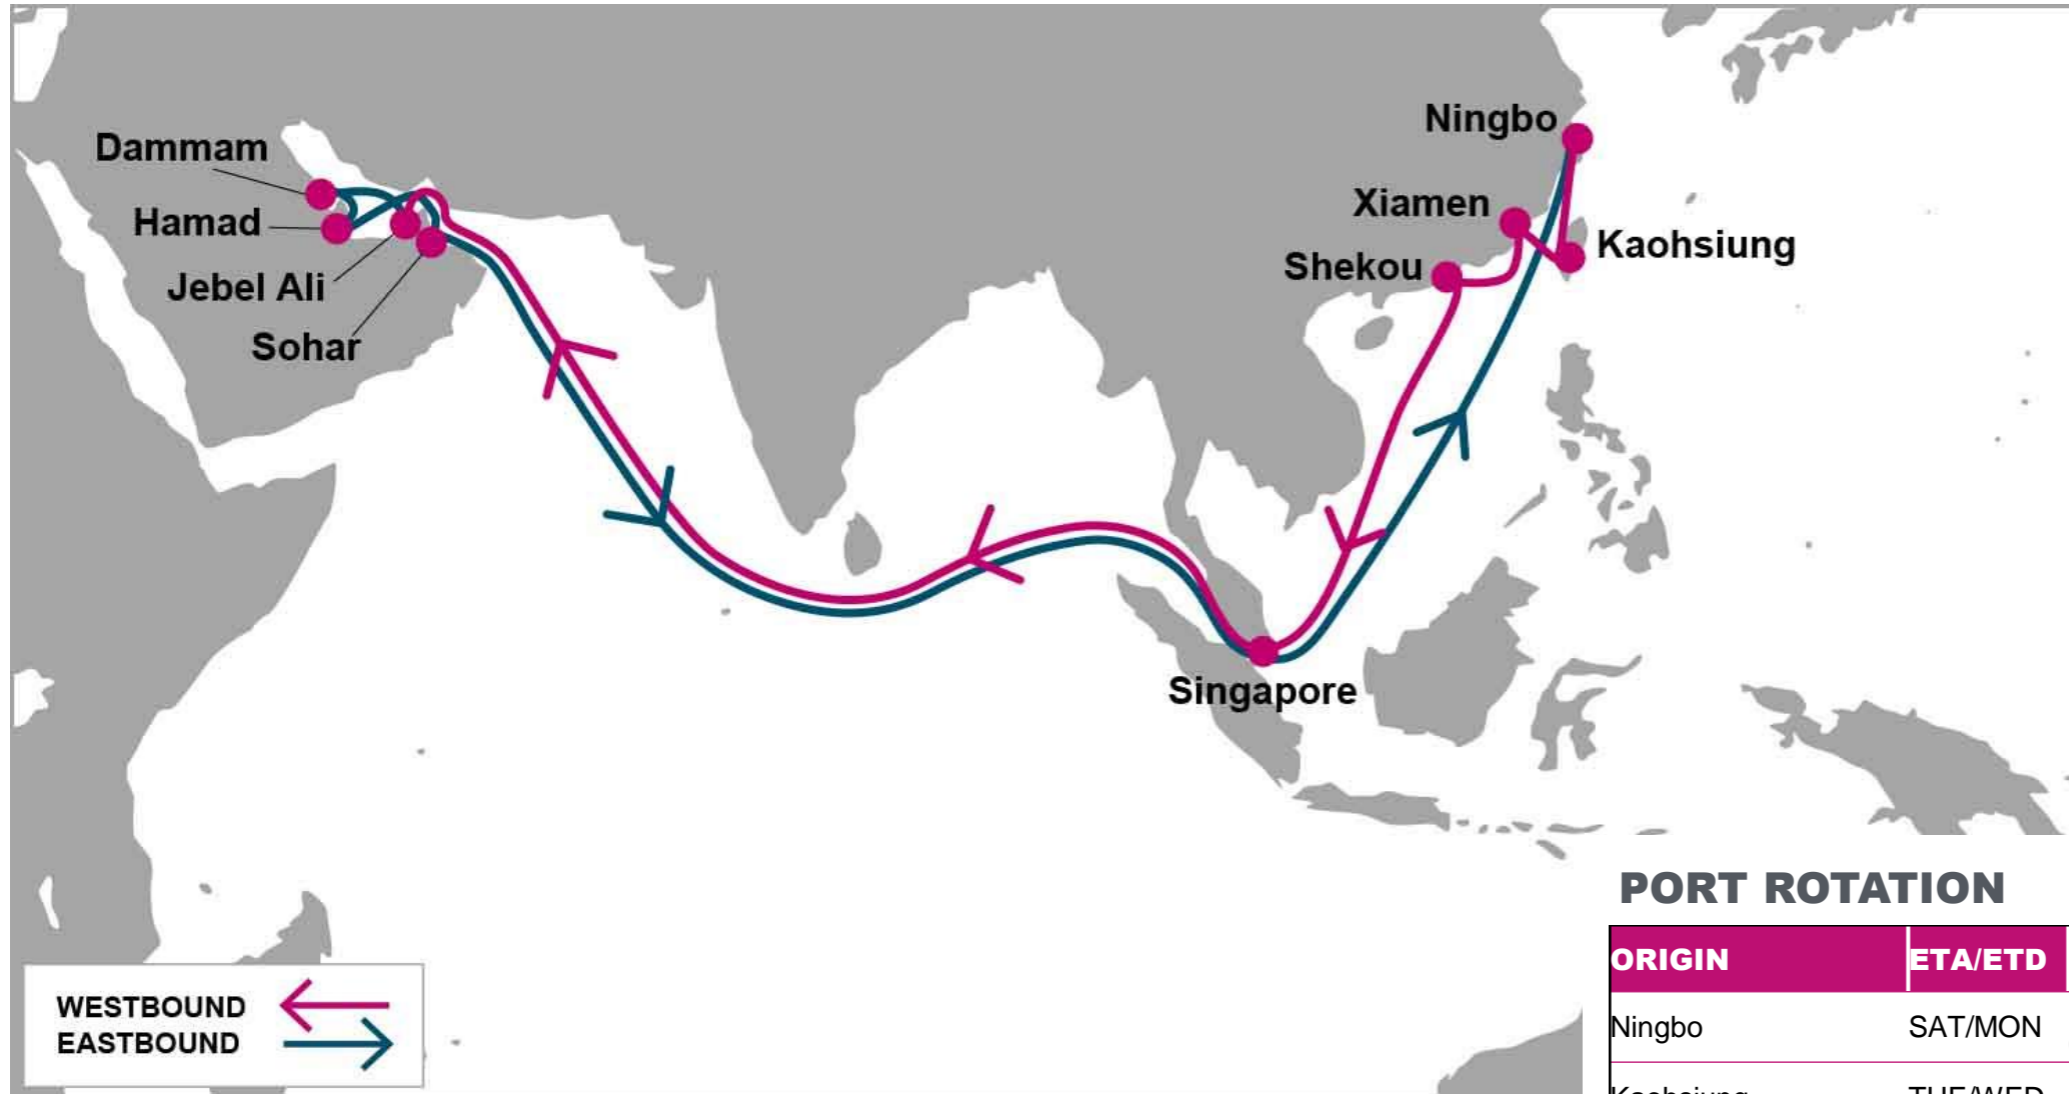 Ningbo
Dammam
Xiamen
Hamad
Kaohsiung
Shekou
Jebel Ali
Sohar
Singapore
PORT ROTATION
ORIGIN ETA/ETD
Ningbo SAT/MON
WESTBOUND
EASTBOUND